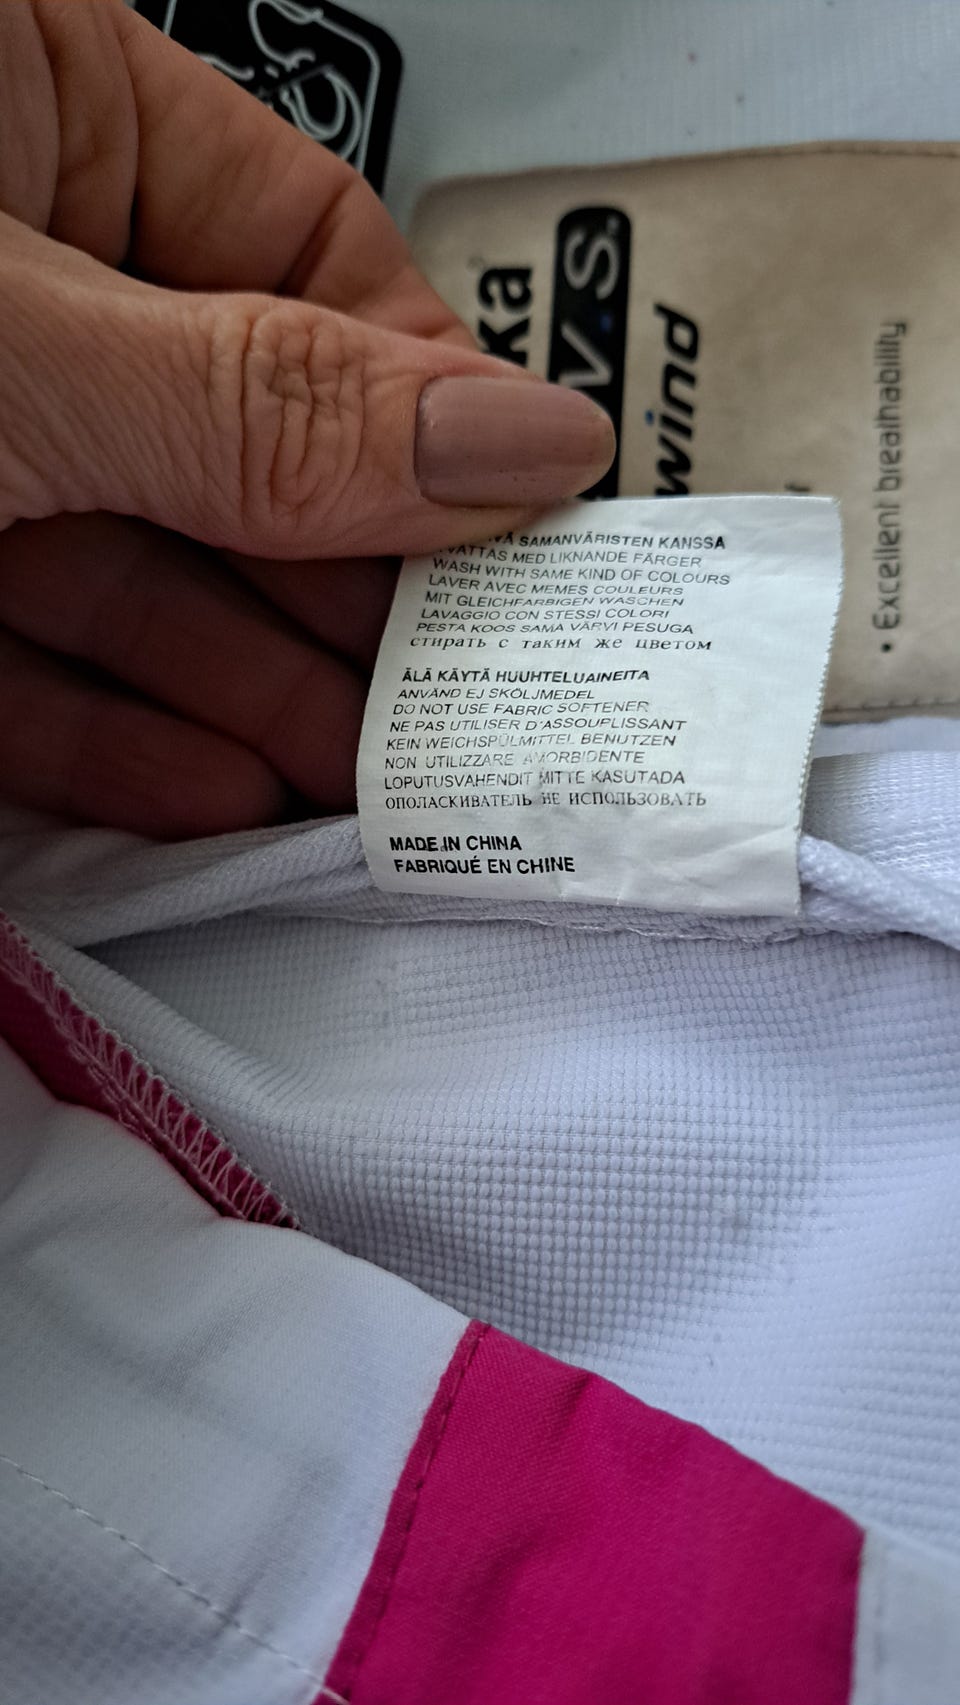 SAMANVÄRISTEN KANSSA
TVÄTTAS MED LIKNANDE FÄRGER
WASH WITH SAME KIND OF COLOURS
LAVER AVEC MEMES COULEURS
MIT GLEICHFARBIGEN WASCHEN
LAVAGGIO CON STESSI COLORI
PESTA KOOS SAMA VÄRVI PESUGA
стирать с таким же цветом
ÄLÄ KÄYTÄ HUUHTELUAINEITA
ANVÄND EJ SKÖLJMEDEL
DO NOT USE FABRIC SOFTENER
NE PAS UTILISER D'ASSOUPLISSANT
KEIN WEICHSPÜLMITTEL BENUTZEN
NON UTILIZZARE AMORBIDENTE
LOPUTUSVAHENDIT MITTE KASUTADA
ОПОЛАСКИВАТЕЛЬ НЕ ИСПОЛЬЗОВАТЬ
MADE IN CHINA
FABRIQUÉ EN CHINE
ka
V S
wind
• Excellent breathability